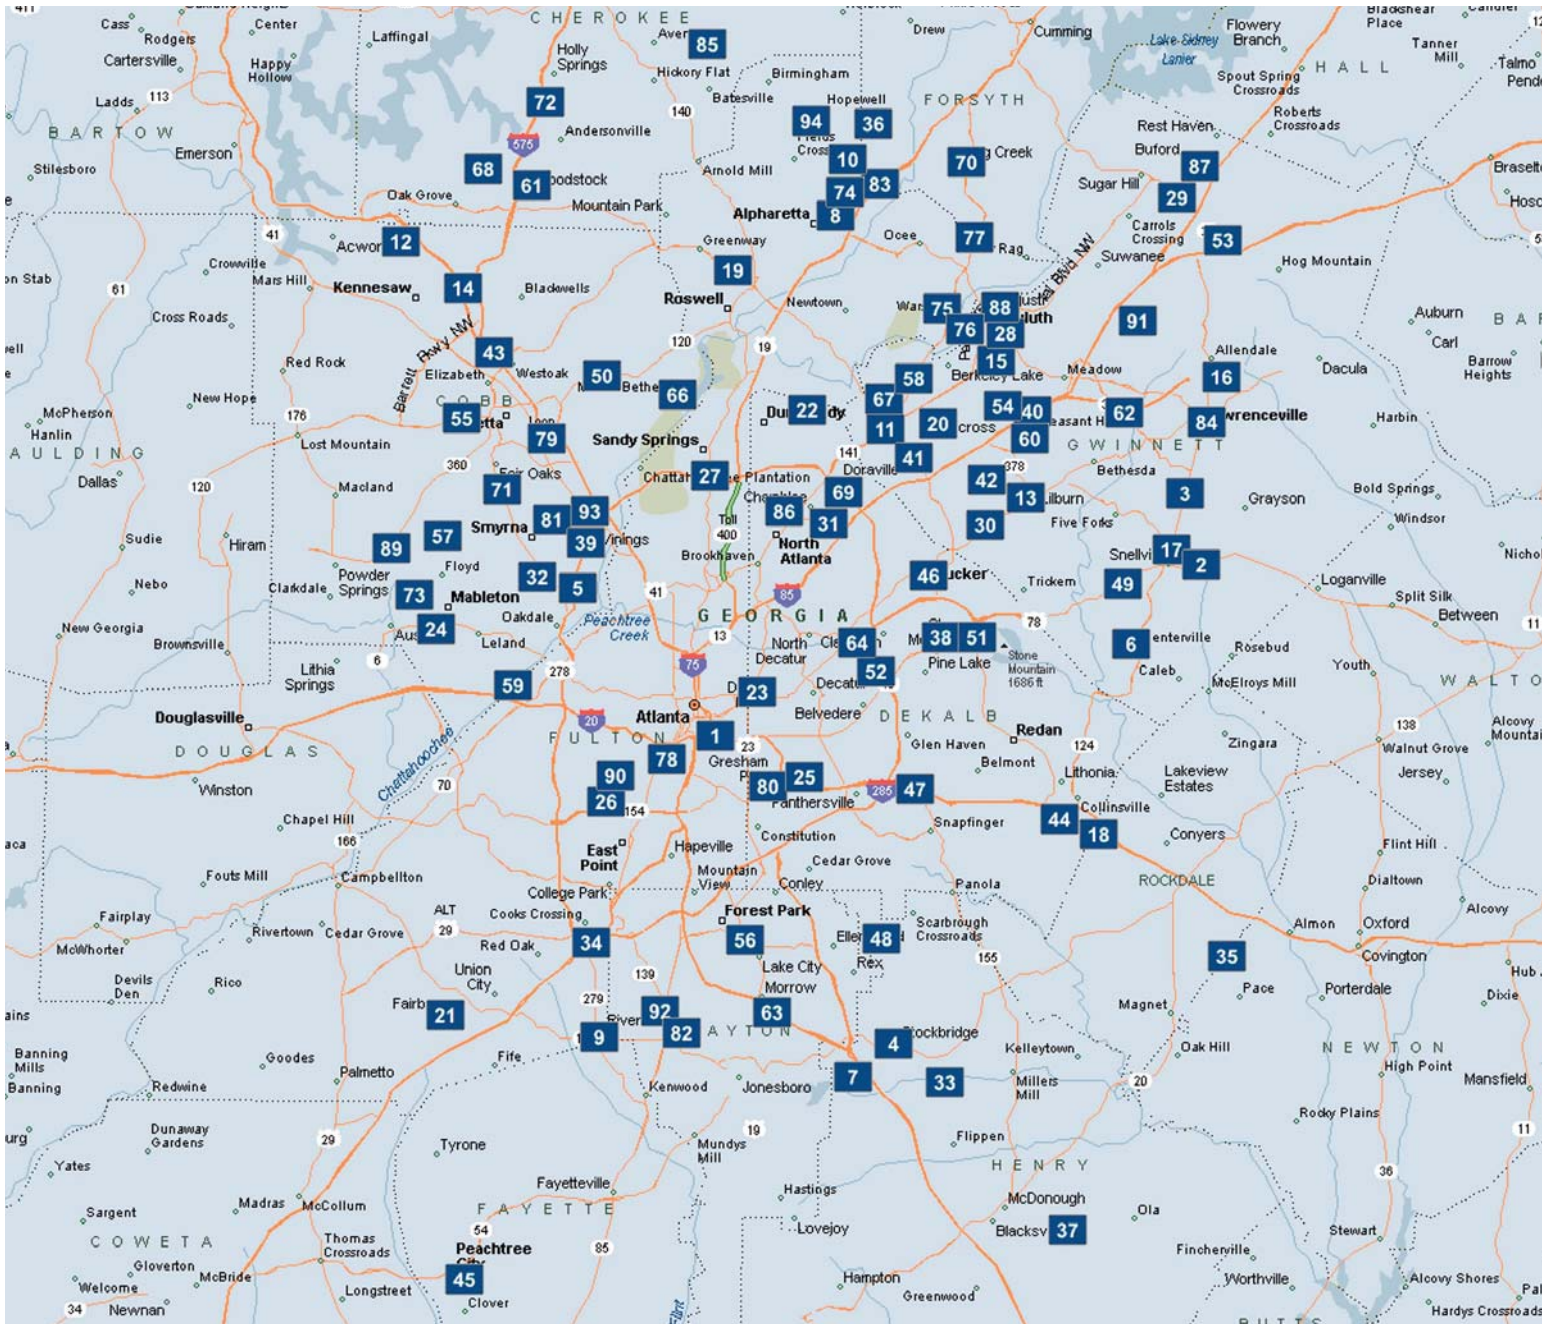 CHEROKEE
Cass
Center
Laffingal
Rodgers
Drew
Cumming
Flowery
Branch
Blackshear
Place
Cartersville
Happy
Hollow
Holly
Springs
85
Hickory Flat
Birmingham
Lake Sidney
Lanier
Tanner
Mill
HALL
Talmo
Spout Spring
Crossroads
Ladds
113
72
140
Batesville
Hopewell
FORSYTH
Roberts
Crossroads
BARTOW
Andersonville
94
36
Rest Haven
Emerson
575
Buford
Stilesboro
68
Arnold Mill
10
70
87
61
74
83
Sugar Hill
29
Oak Grove
Mountain Park
Alpharetta
8
Carrols
Crossing
41
12
Greenway
Ocee
77
53
Suwanee
Crowville
Mars Hill
Kennesaw
14
Blackwells
19
Roswell
Newtown
Hog Mountain
61
Cross Roads
75
88
91
Auburn
Carl
76
28
Barrett Pkwy NW
43
120
19
Red Rock
Elizabeth
Westoak
50
15
Berkeley Lake
Meadow
Allendale
Dacula
Barrow
Heights
New Hope
COBB
66
67
58
16
McPherson
176
55
22
54
40
62
84
Harbin
Hanlin
Lost Mountain
79
Sandy Springs
11
20
60
GWINNETT
Dallas
360
Fair Oaks
27
141
Doraville
41
378
Bethesda
120
Macland
71
69
42
13
3
Grayson
Bold Springs
Smyrna
81
93
Toll
400
86
31
30
Five Forks
Windsor
Sudie
Hiram
89
57
39
Brookhaven
North
Atlanta
17
2
Nebo
Clarkdale
Powder
Springs
Floyd
32
5
41
85
46
Trickem
49
Loganville
73
Mableton
Oakdale
Split Silk
New Georgia
Brownsville
24
Leland
Peachtree
Creek
GEORGIA
13
78
Between
6
North
Decatur
64
38
51
6
Rosebud
Lithia
Springs
278
75
Pine Lake
Stone
Mountain
1686 ft
Caleb
Youth
59
52
McElroys Mill
Douglasville
20
Atlanta
23
Belvedere
DEKALB
Redan
138
DOUGLAS
FULTON
1
23
Glen Haven
124
Zingara
Walnut Grove
Alcovy
Chattahoochee
78
Gresham
Belmont
Winston
70
90
80
25
285
47
Lithonia
Lakeview
Estates
Jersey
26
154
Panthersville
Collinsville
Chapel Hill
166
Constitution
Snapfinger
44
18
Conyers
East
Point
Hapeville
Cedar Grove
Flint Hill
Fouts Mill
Campbellton
College Park
Mountain
View
Conley
Panola
ROCKDALE
Dialtown
Fairplay
ALT
29
Cooks Crossing
Forest Park
Scarbrough
Crossroads
Alcovy
Rivertown
Cedar Grove
Almon
Oxford
McWhorter
Red Oak
34
56
48
155
35
Covington
Devils
Den
Rico
Union
City
139
Lake City
Rex
Pace
Porterdale
Morrow
Magnet
Dixie
21
279
92
63
9
82
4
Stockbridge
Banning
Mills
Goodes
Fife
Kelleytown
Oak Hill
NEWTON
High Point
Banning
Redwine
Palmetto
Kenwood
Jonesboro
7
33
Millers
Mill
20
Mansfield
Dunaway
Gardens
29
Rocky Plains
Yates
Tyrone
Mundys
Mill
19
Flippen
11
HENRY
36
Fayetteville
Hastings
McDonough
Madras
McCollum
FAYETTE
Sargent
Lovejoy
37
Ola
54
COWETA
Thomas
Crossroads
Peachtree
City
85
Stewart
Gloverton
45
Fincherville
Welcome
McBride
Longstreet
Hampton
Worthville
Alcovy Shores
34
Newnan
Clover
Flint
Greenwood
Hardys Crossroads
BUTTS